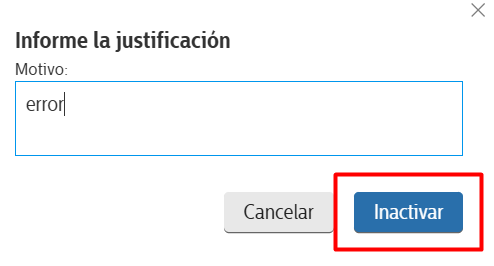 Informe la justificación
Motivo:
error
Cancelar
Inactivar